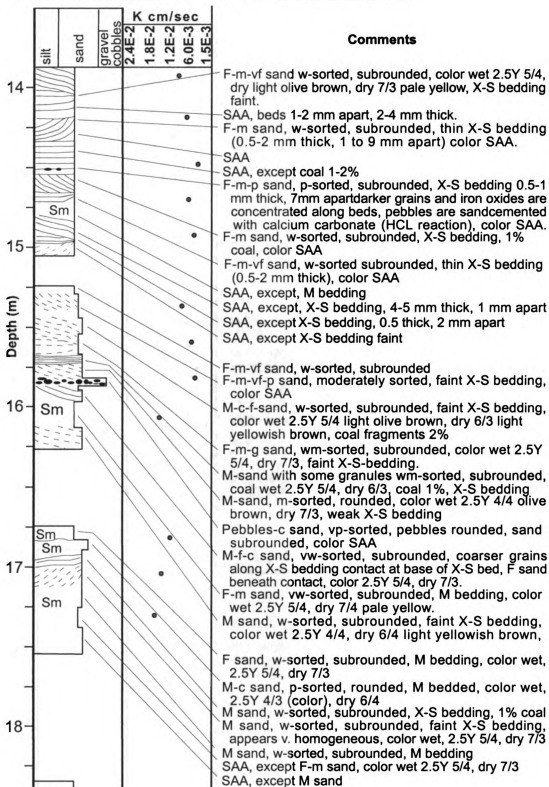 K cm/sec
silt
sand
gravel
cobbles
2.4E-2
1.8E-2
1.2E-2
6.0E-3
1.5E-3
Comments
Depth (m)
14
15
16
17
18
Sm
Sm
Sm
Sm
Sm
F-m-vf sand w-sorted, subrounded, color wet 2.5Y 5/4,
dry light olive brown, dry 7/3 pale yellow, X-S bedding
faint.
SAA, beds 1-2 mm apart, 2-4 mm thick.
F-m sand, w-sorted, subrounded, thin X-S bedding
(0.5-2 mm thick, 1 to 9 mm apart) color SAA.
SAA
SAA, except coal 1-2%
F-m-p sand, p-sorted, subrounded, X-S bedding 0.5-1
mm thick, 7mm apartdarker grains and iron oxides are
concentrated along beds, pebbles are sandcemented
with calcium carbonate (HCL reaction), color SAA.
F-m sand, w-sorted, subrounded, X-S bedding, 1%
coal, color SAA
F-m-vf sand, w-sorted subrounded, thin X-S bedding
(0.5-2 mm thick), color SAA
SAA, except, M bedding
SAA, except, X-S bedding, 4-5 mm thick, 1 mm apart
SAA, except X-S bedding, 0.5 thick, 2 mm apart
SAA, except X-S bedding faint
F-m-vf sand, w-sorted, subrounded
F-m-vf-p sand, moderately sorted, faint X-S bedding,
color SAA
M-c-f-sand, w-sorted, subrounded, faint X-S bedding,
color wet 2.5Y 5/4 light olive brown, dry 6/3 light
yellowish brown, coal fragments 2%
F-m-g sand, wm-sorted, subrounded, color wet 2.5Y
5/4, dry 7/3, faint X-S-bedding.
M-sand with some granules wm-sorted, subrounded,
coal wet 2.5Y 5/4, dry 6/3, coal 1%, X-S bedding
M-sand, m-sorted, rounded, color wet 2.5Y 4/4 olive
brown, dry 7/3, weak X-S bedding
Pebbles-c sand, vp-sorted, pebbles rounded, sand
subrounded, color SAA
M-f-c sand, vw-sorted, subrounded, coarser grains
along X-S bedding contact at base of X-S bed, F sand
beneath contact, color 2.5Y 5/4, dry 7/3.
F-m sand, vw-sorted, subrounded, M bedding, color
wet 2.5Y 5/4, dry 7/4 pale yellow.
M sand, w-sorted, subrounded, faint X-S bedding,
color wet 2.5Y 4/4, dry 6/4 light yellowish brown,
F sand, w-sorted, subrounded, M bedding, color wet,
2.5Y 5/4, dry 7/3
M-c sand, p-sorted, rounded, M bedded, color wet,
2.5Y 4/3 (color), dry 6/4
M sand, w-sorted, subrounded, X-S bedding, 1% coal
M sand, w-sorted, subrounded, faint X-S bedding,
appears v. homogeneous, color wet, 2.5Y 5/4, dry 7/3
M sand, w-sorted, subrounded, M bedding
SAA, except F-m sand, color wet 2.5Y 5/4, dry 7/3
SAA, except M sand